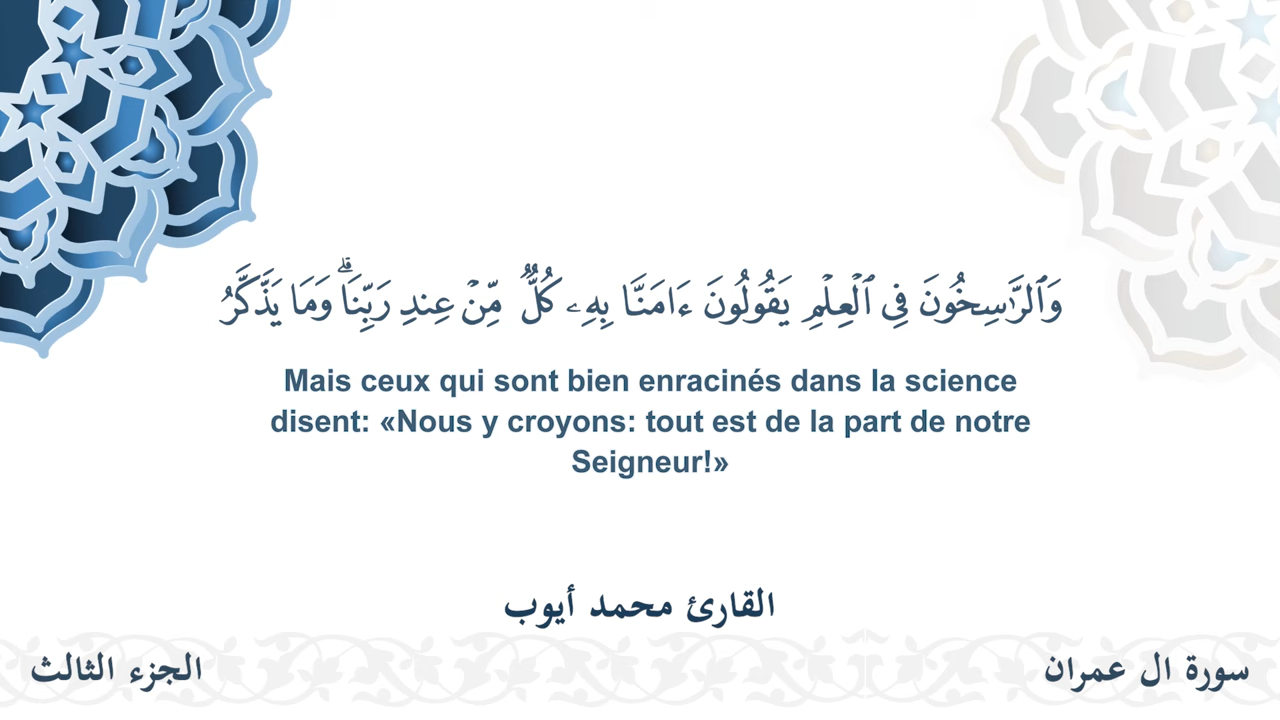 وَٱلرَّٰسِخُونَ فِي ٱلْعِلْمِ يَقُولُونَ ءَامَنَّا بِهِۦ كُلٌّ مِّنْ عِندِ رَبِّنَا ۗ وَمَا يَذَّكَّرُ
Mais ceux qui sont bien enracinés dans la science
disent: «Nous y croyons: tout est de la part de notre
Seigneur!»
القارئ محمد أيوب
سورة ال عمران
الجزء الثالث